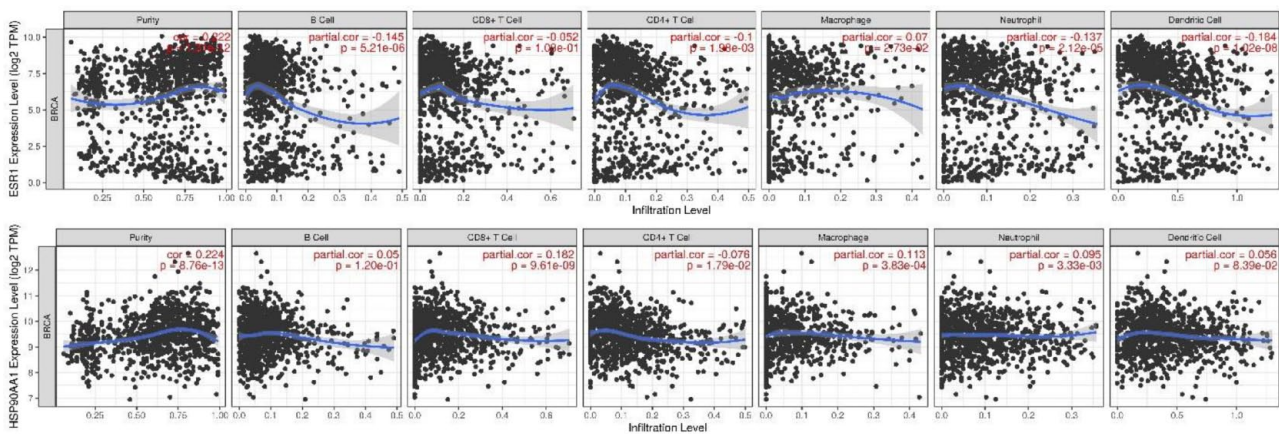 Purity
B Cell
CD8+ T Cell
CD4+ T Cell
Macrophage
Neutrophil
Dendritic Cell
ESR1 Expression Level (log2 TPM)
BRCA
10.0
7.5
5.0
2.5
0.0
partial.cor = -0.145
p = 5.21e-06
partial.cor = -0.052
p = 1.09e-01
partial.cor = -0.1
p = 1.98e-03
partial.cor = 0.07
p = 2.73e-02
partial.cor = -0.137
p = 2.12e-05
partial.cor = -0.184
p = 1.02e-08
0.25 0.50 0.75 1.00
0.0 0.1 0.2 0.3 0.4 0.5
0.0 0.2 0.4 0.6
0.0 0.1 0.2 0.3 0.4 0.5
0.0 0.1 0.2 0.3 0.4
0.0 0.1 0.2 0.3
0.0 0.5 1.0
Infiltration Level
Purity
B Cell
CD8+ T Cell
CD4+ T Cell
Macrophage
Neutrophil
Dendritic Cell
HSP90AA1 Expression Level (log2 TPM)
BRCA
12
11
10
9
8
7
cor = 0.224
p = 8.76e-13
partial.cor = 0.05
p = 1.20e-01
partial.cor = 0.182
p = 9.61e-09
partial.cor = -0.076
p = 1.79e-02
partial.cor = 0.113
p = 3.83e-04
partial.cor = 0.095
p = 3.33e-03
partial.cor = 0.056
p = 8.39e-02
0.25 0.50 0.75 1.00
0.0 0.1 0.2 0.3 0.4 0.5
0.0 0.2 0.4 0.6
0.0 0.1 0.2 0.3 0.4 0.5
0.0 0.1 0.2 0.3 0.4
0.0 0.1 0.2 0.3
0.0 0.5 1.0
Infiltration Level